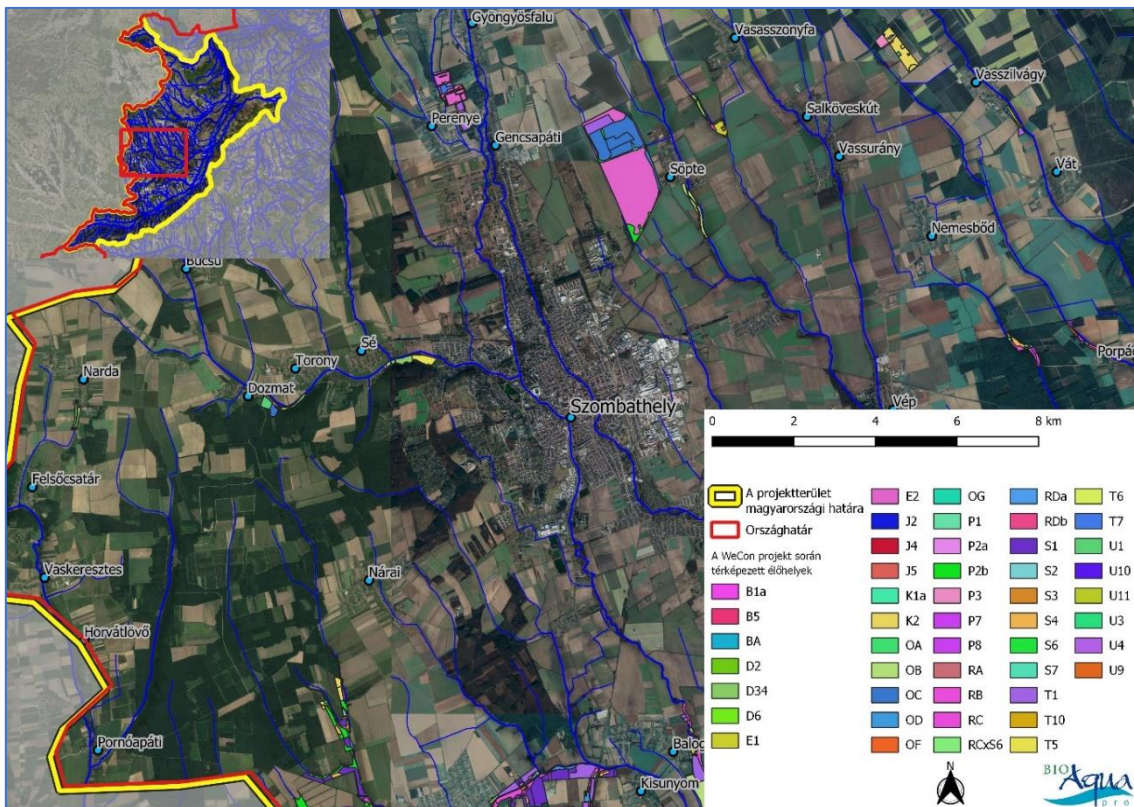 Gyöngyösfalu
Vasasszonyfa
Vasszilvágy
Perenye
Gencsapáti
Salköveskút
Vassurány
Söpte
Vát
Nemesbőd
Bucsu
Sé
Torony
Narda
Dozmat
Porpác
Szombathely
Vép
Felsőcsatár
Vaskeresztes
Nárai
Horvátlövő
Pornóapáti
Kisunyom
Balog
0 2 4 6 8 km
A projektterület
magyarországi határa
Országhatár
A WeCon projekt során
térképezett élőhelyek
B1a
B5
BA
D2
D34
D6
E1
E2
J2
J4
J5
K1a
K2
OA
OB
OC
OD
OF
OG
P1
P2a
P2b
P3
P7
P8
RA
RB
RC
RCxS6
RDa
RDb
S1
S2
S3
S4
S6
S7
T1
T10
T5
T6
T7
U1
U10
U11
U3
U4
U9
N
BIO
Aqua
pro